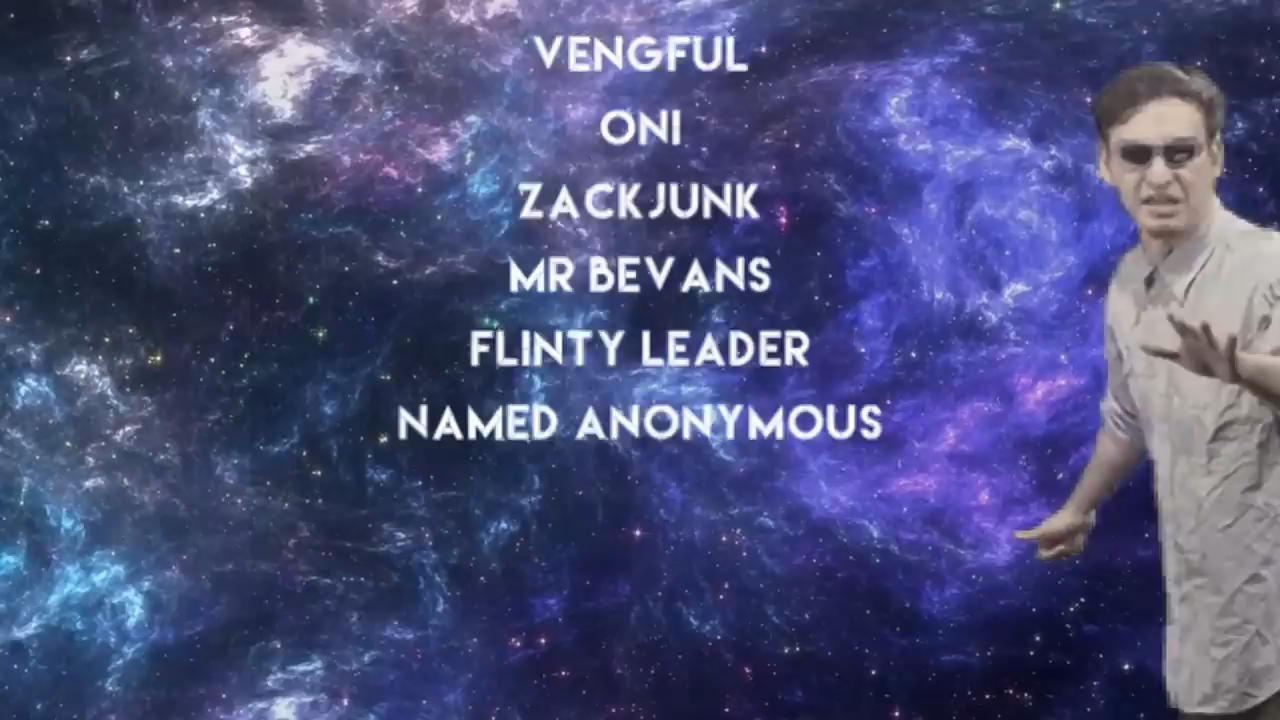 VENGFUL
ONI
ZACKJUNK
MR BEVANS
FLINTY LEADER
NAMED ANONYMOUS